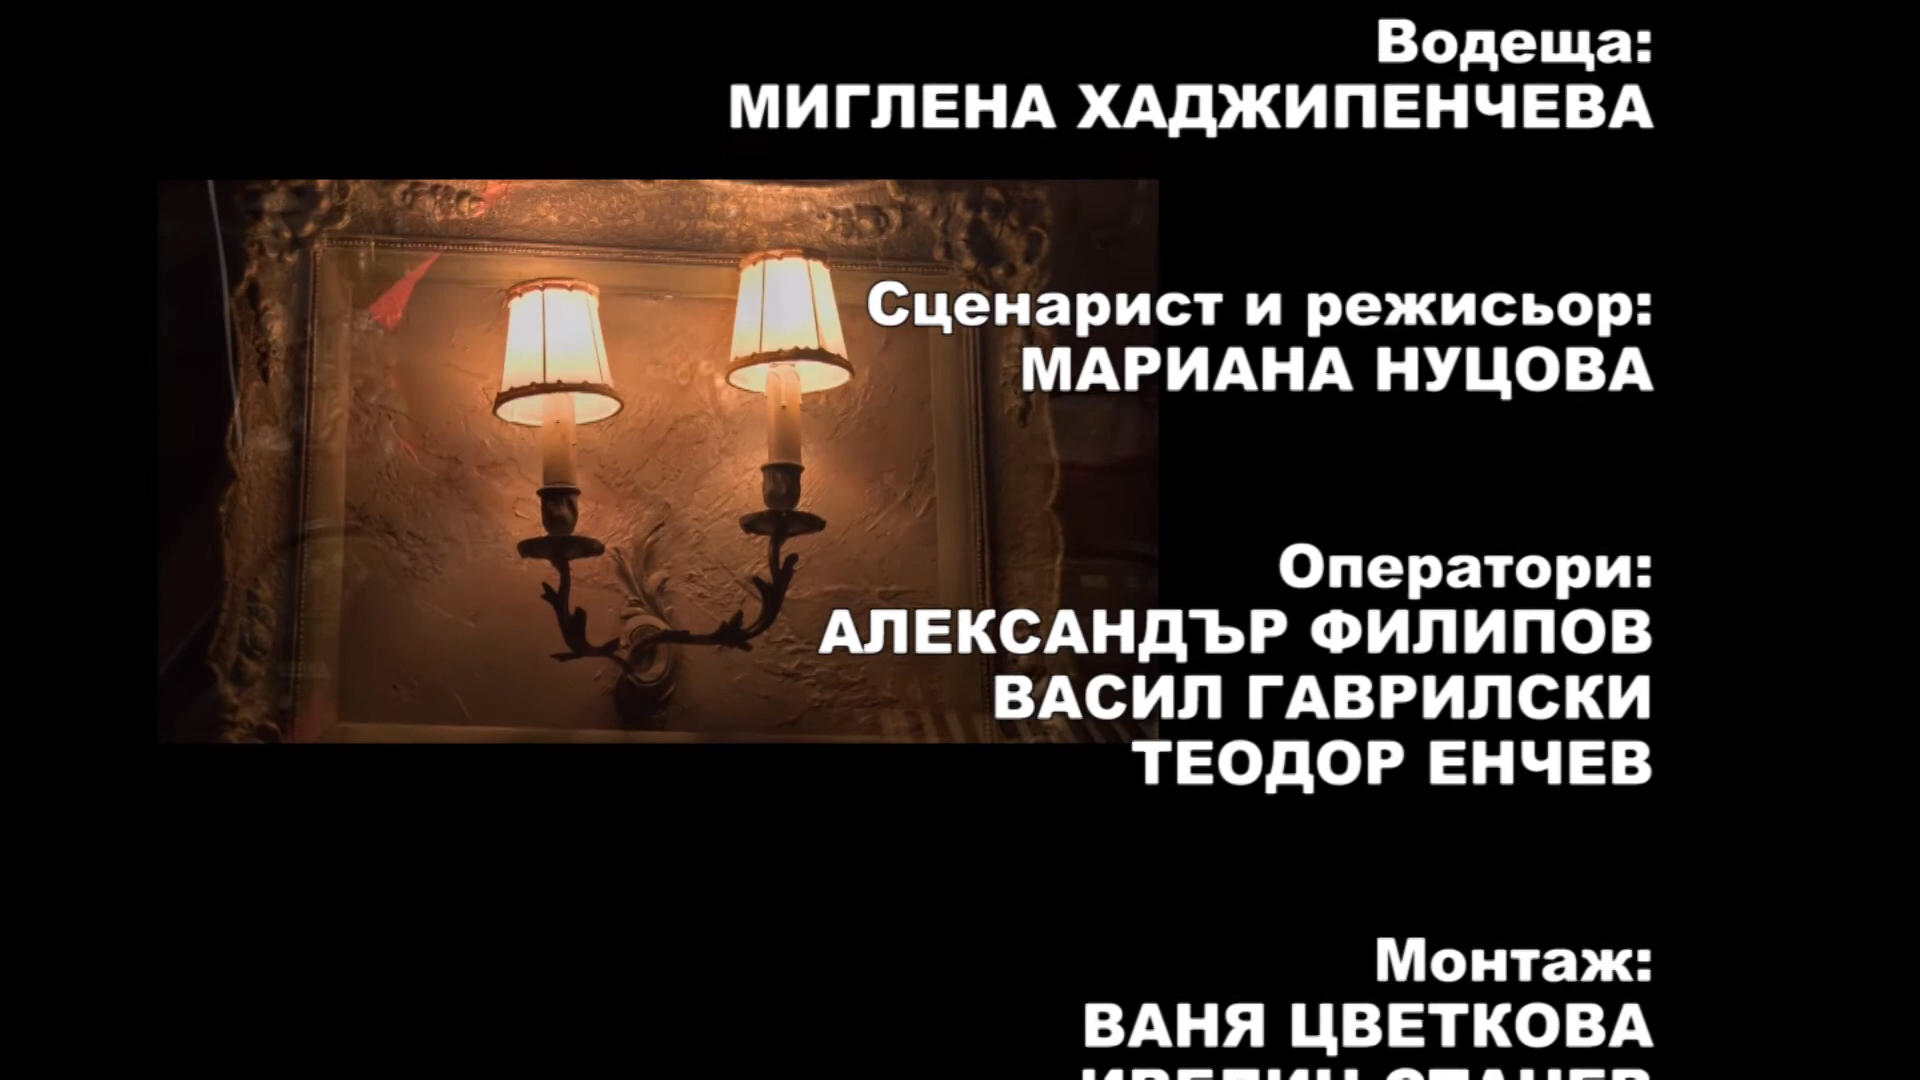 Водеща:
МИГЛЕНА ХАДЖИПЕНЧЕВА
Сценарист и режисьор:
МАРИАНА НУЦОВА
Оператори:
АЛЕКСАНДЪР ФИЛИПОВ
ВАСИЛ ГАВРИЛСКИ
ТЕОДОР ЕНЧЕВ
Монтаж:
ВАНЯ ЦВЕТКОВА